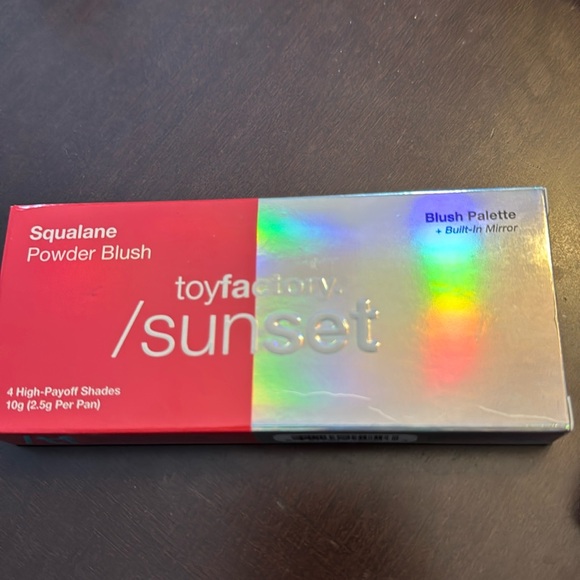 Squalane
Powder Blush
Blush Palette
+ Built-In Mirror
toyfactory.
/sunset
4 High-Payoff Shades
10g (2.5g Per Pan)